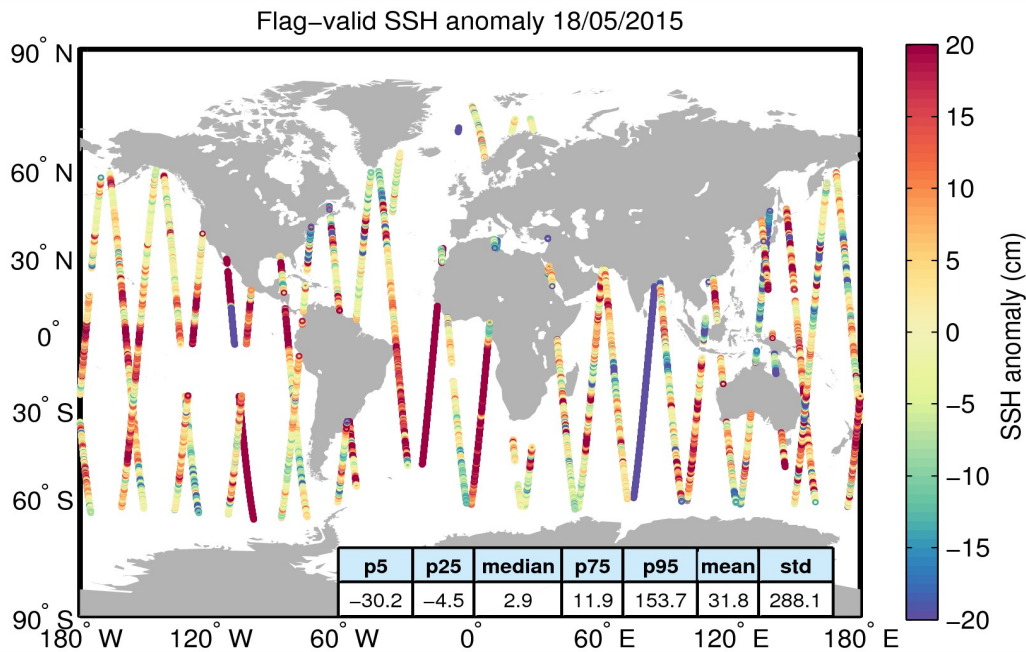 Flag−valid SSH anomaly 18/05/2015
90° N
60° N
30° N
0°
30° S
60° S
90° S
180° W
120° W
60° W
0°
60° E
120° E
180° E
p5 p25 median p75 p95 mean std
−30.2 −4.5 2.9 11.9 153.7 31.8 288.1
20
15
10
5
0
−5
−10
−15
−20
SSH anomaly (cm)